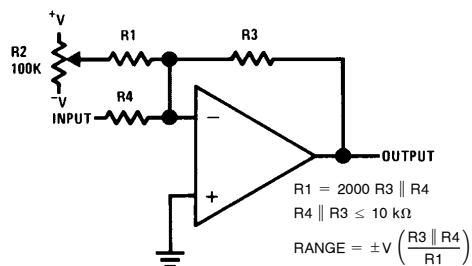 +V
R2
100K
R1
R3
-V
R4
INPUT
−
+
OUTPUT
R1 = 2000 R3 ∥ R4
R4 ∥ R3 ≤ 10 kΩ
RANGE = ±V (R3 ∥ R4 / R1)